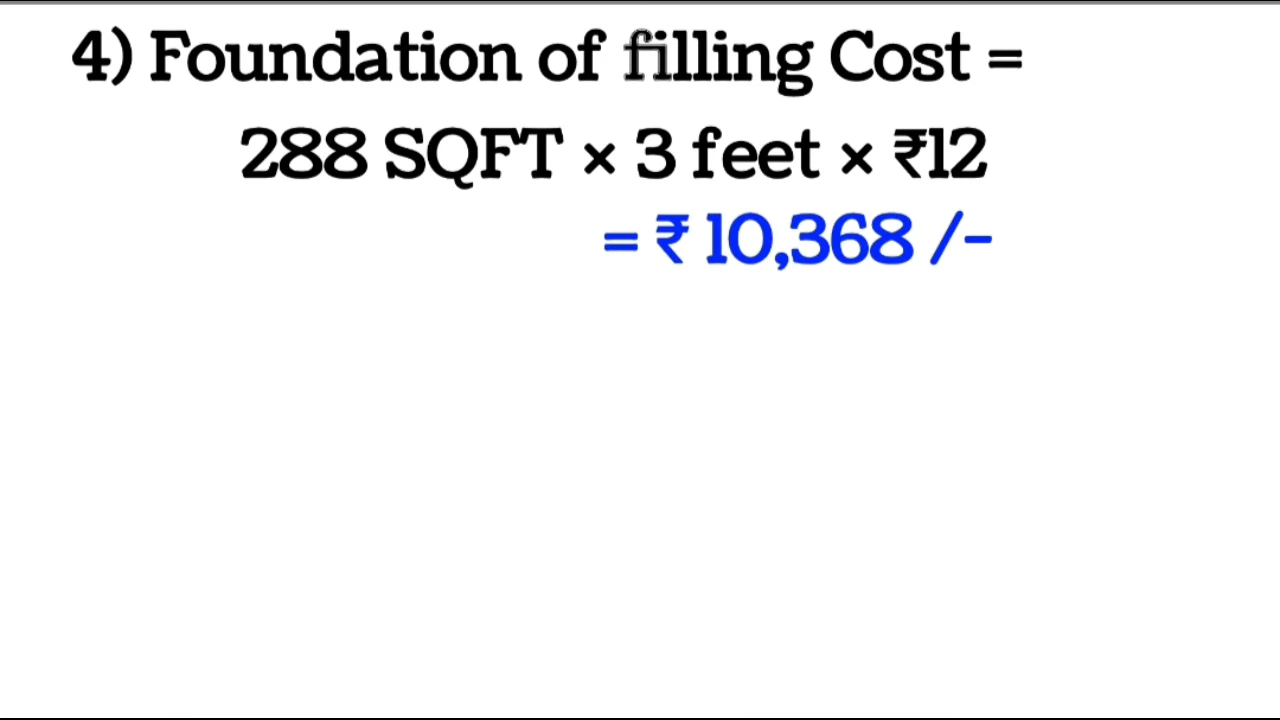 4) Foundation of filling Cost =
288 SQFT × 3 feet × ₹12
= ₹ 10,368 /-